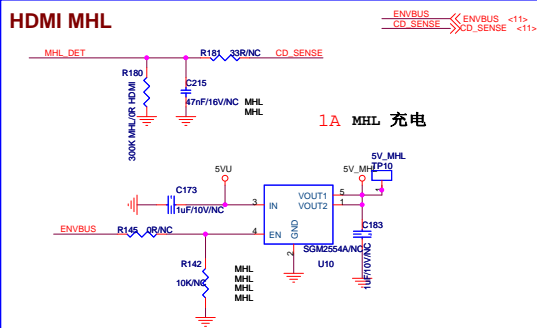 HDMI MHL
ENVBUS
ENVBUS <11>
CD_SENSE
CD_SENSE <11>
MHL_DET
R181
33R/NC
CD_SENSE
R180
300K MHL/0R HDMI
C215
47nF/16V/NC
MHL
MHL
1A MHL 充电
5VU
5V_MHL
5V_MHL
TP10
1
C173
1uF/10V/NC
3
IN
VOUT1
5
VOUT2
1
ENVBUS
R145
0R/NC
4
EN
GND
2
SGM2554A/NC
U10
C183
1uF/10V/NC
R142
10K/NC
MHL
MHL
MHL
MHL